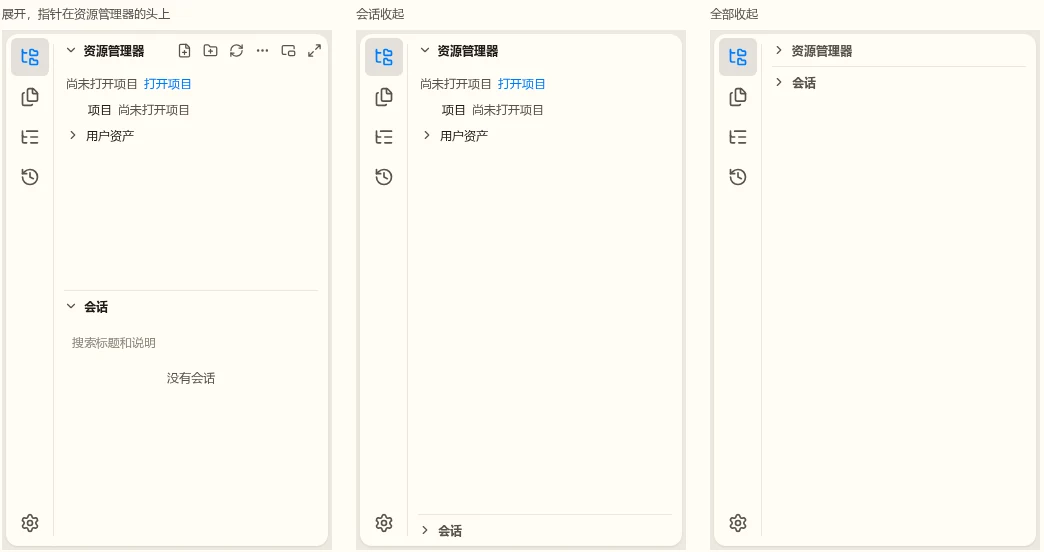 展开，指针在资源管理器的头上
资源管理器
尚未打开项目 打开项目
项目 尚未打开项目
用户资产
会话
搜索标题和说明
没有会话
会话收起
资源管理器
尚未打开项目 打开项目
项目 尚未打开项目
用户资产
会话
全部收起
资源管理器
会话